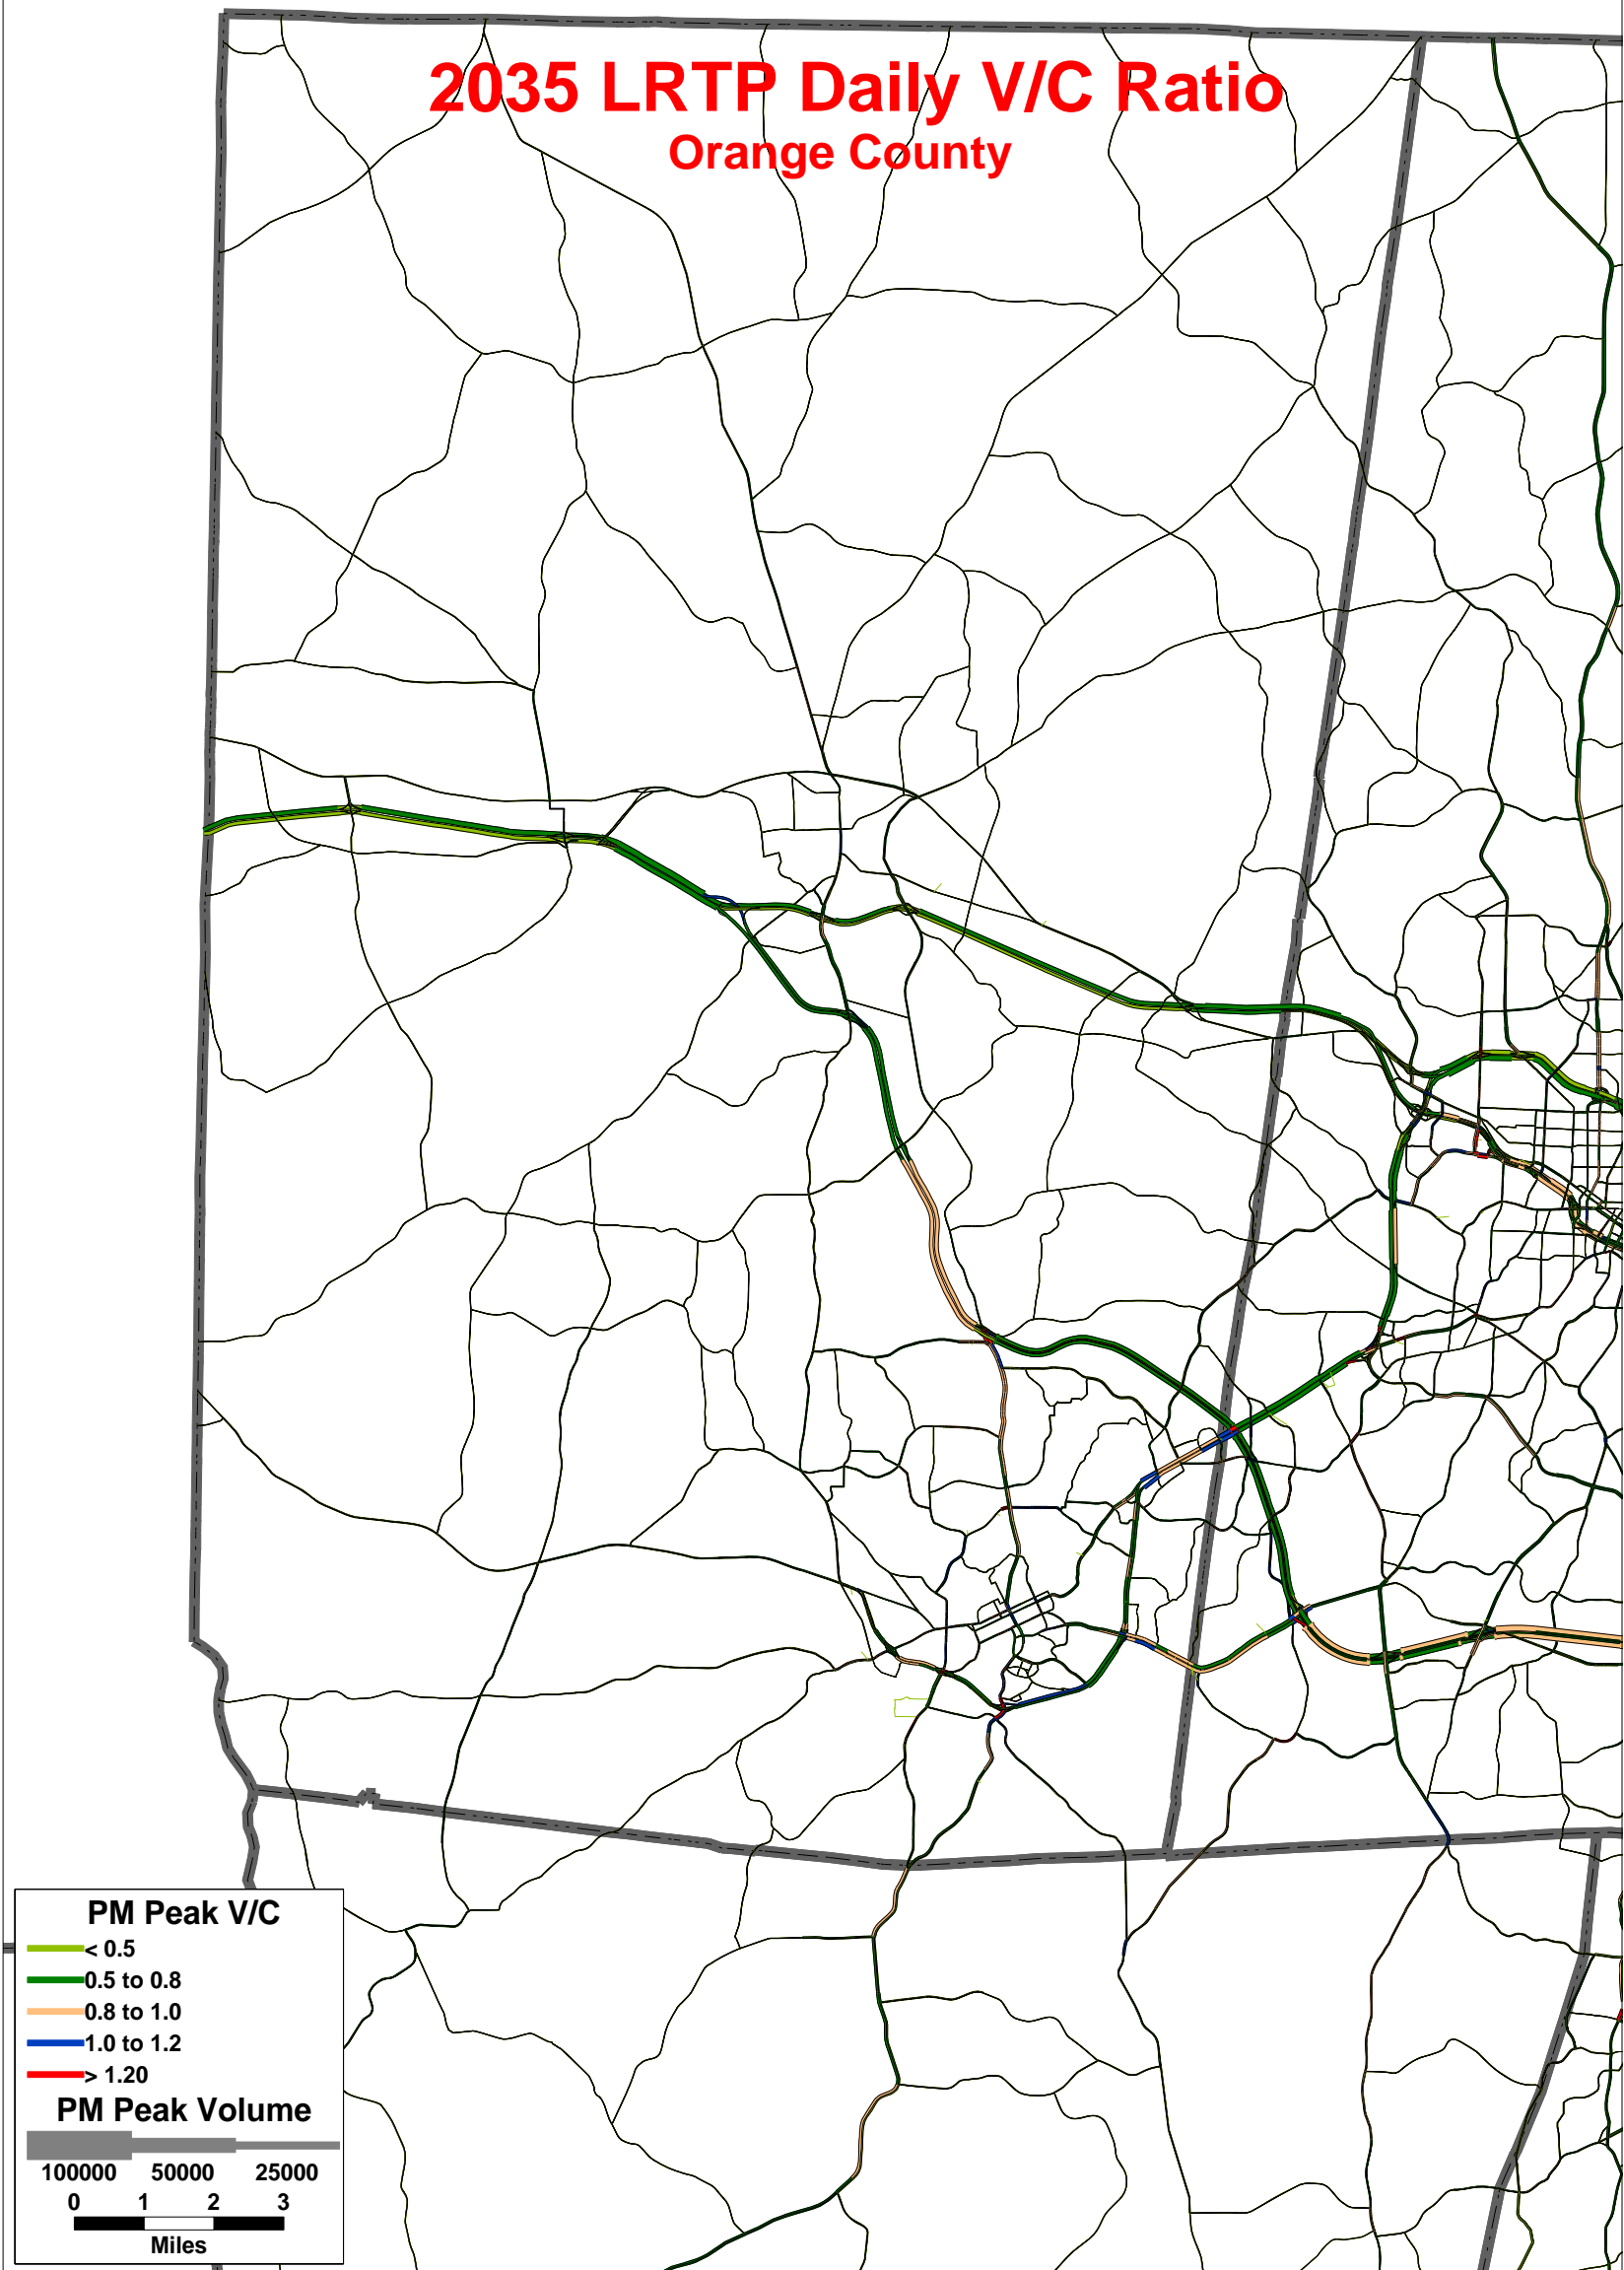 2035 LRTP Daily V/C Ratio
Orange County
PM Peak V/C
< 0.5
0.5 to 0.8
0.8 to 1.0
1.0 to 1.2
> 1.20
PM Peak Volume
100000 50000 25000
0 1 2 3
Miles